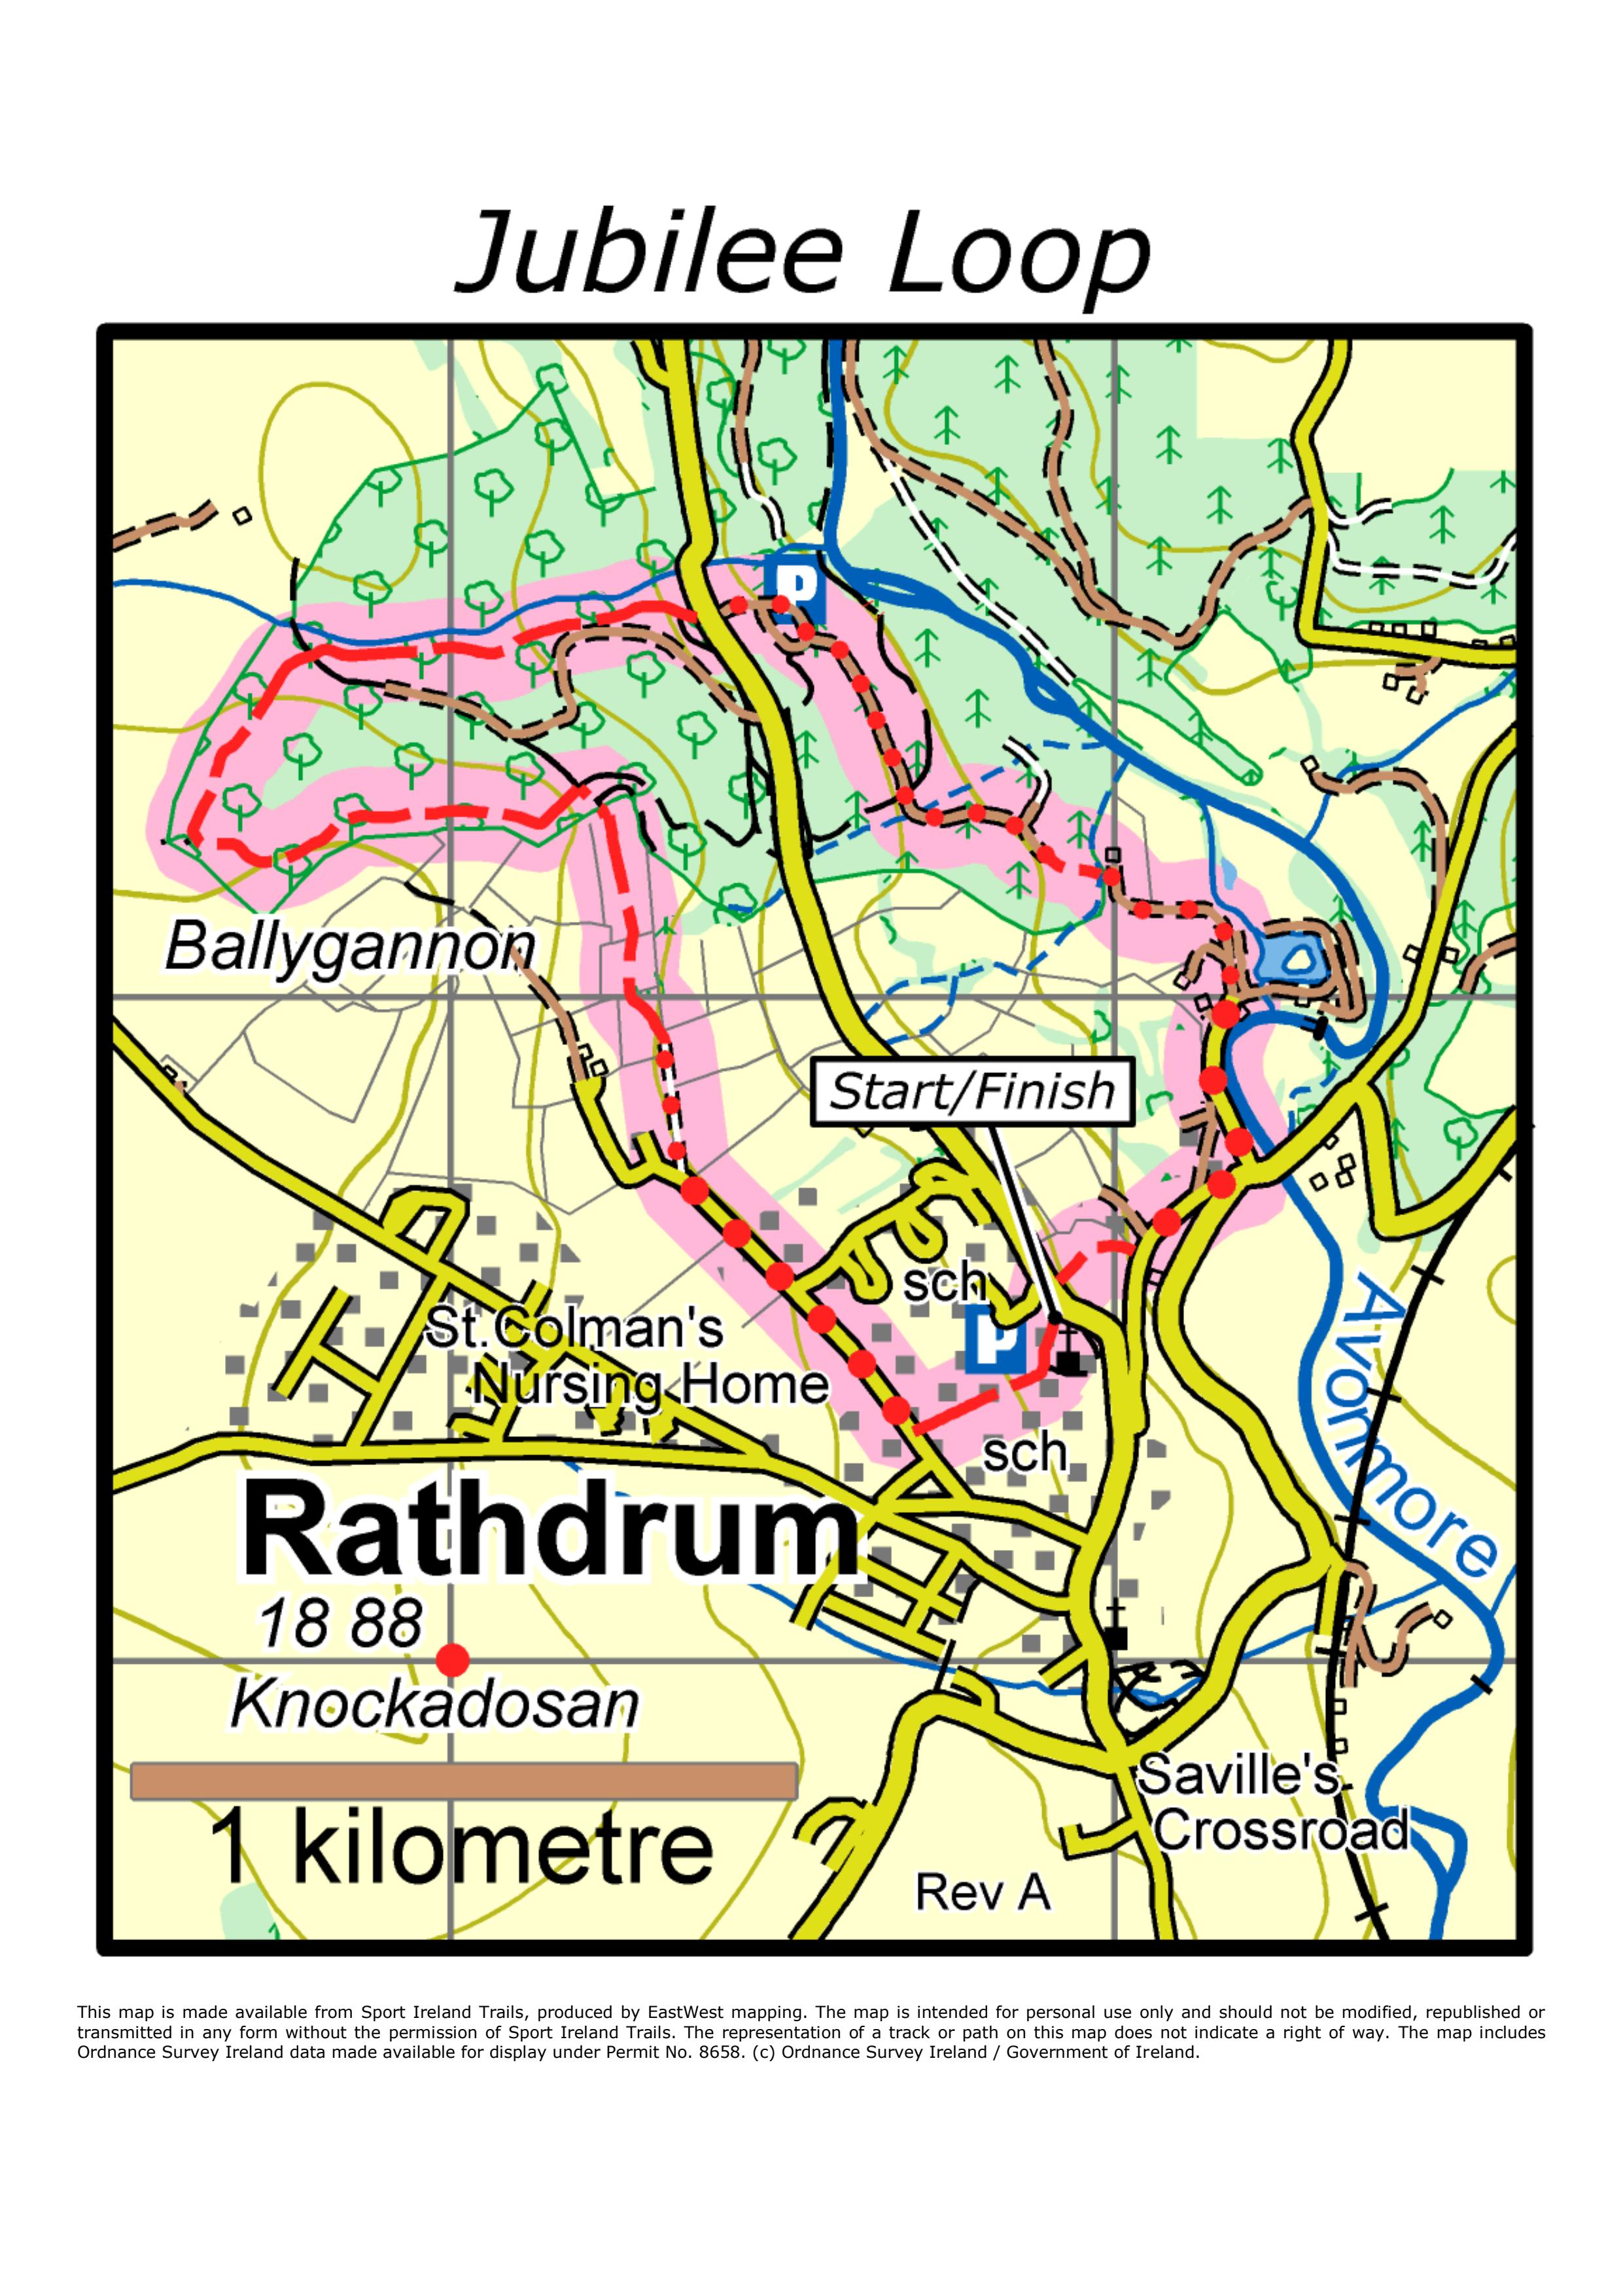 Jubilee Loop
P
Ballygannon
Start/Finish
sch
P
St.Colman's
Nursing Home
sch
Avonmore
Rathdrum
18 88
Knockadosan
1 kilometre
Saville's
Crossroad
Rev A
This map is made available from Sport Ireland Trails, produced by EastWest mapping. The map is intended for personal use only and should not be modified, republished or
transmitted in any form without the permission of Sport Ireland Trails. The representation of a track or path on this map does not indicate a right of way. The map includes
Ordnance Survey Ireland data made available for display under Permit No. 8658. (c) Ordnance Survey Ireland / Government of Ireland.